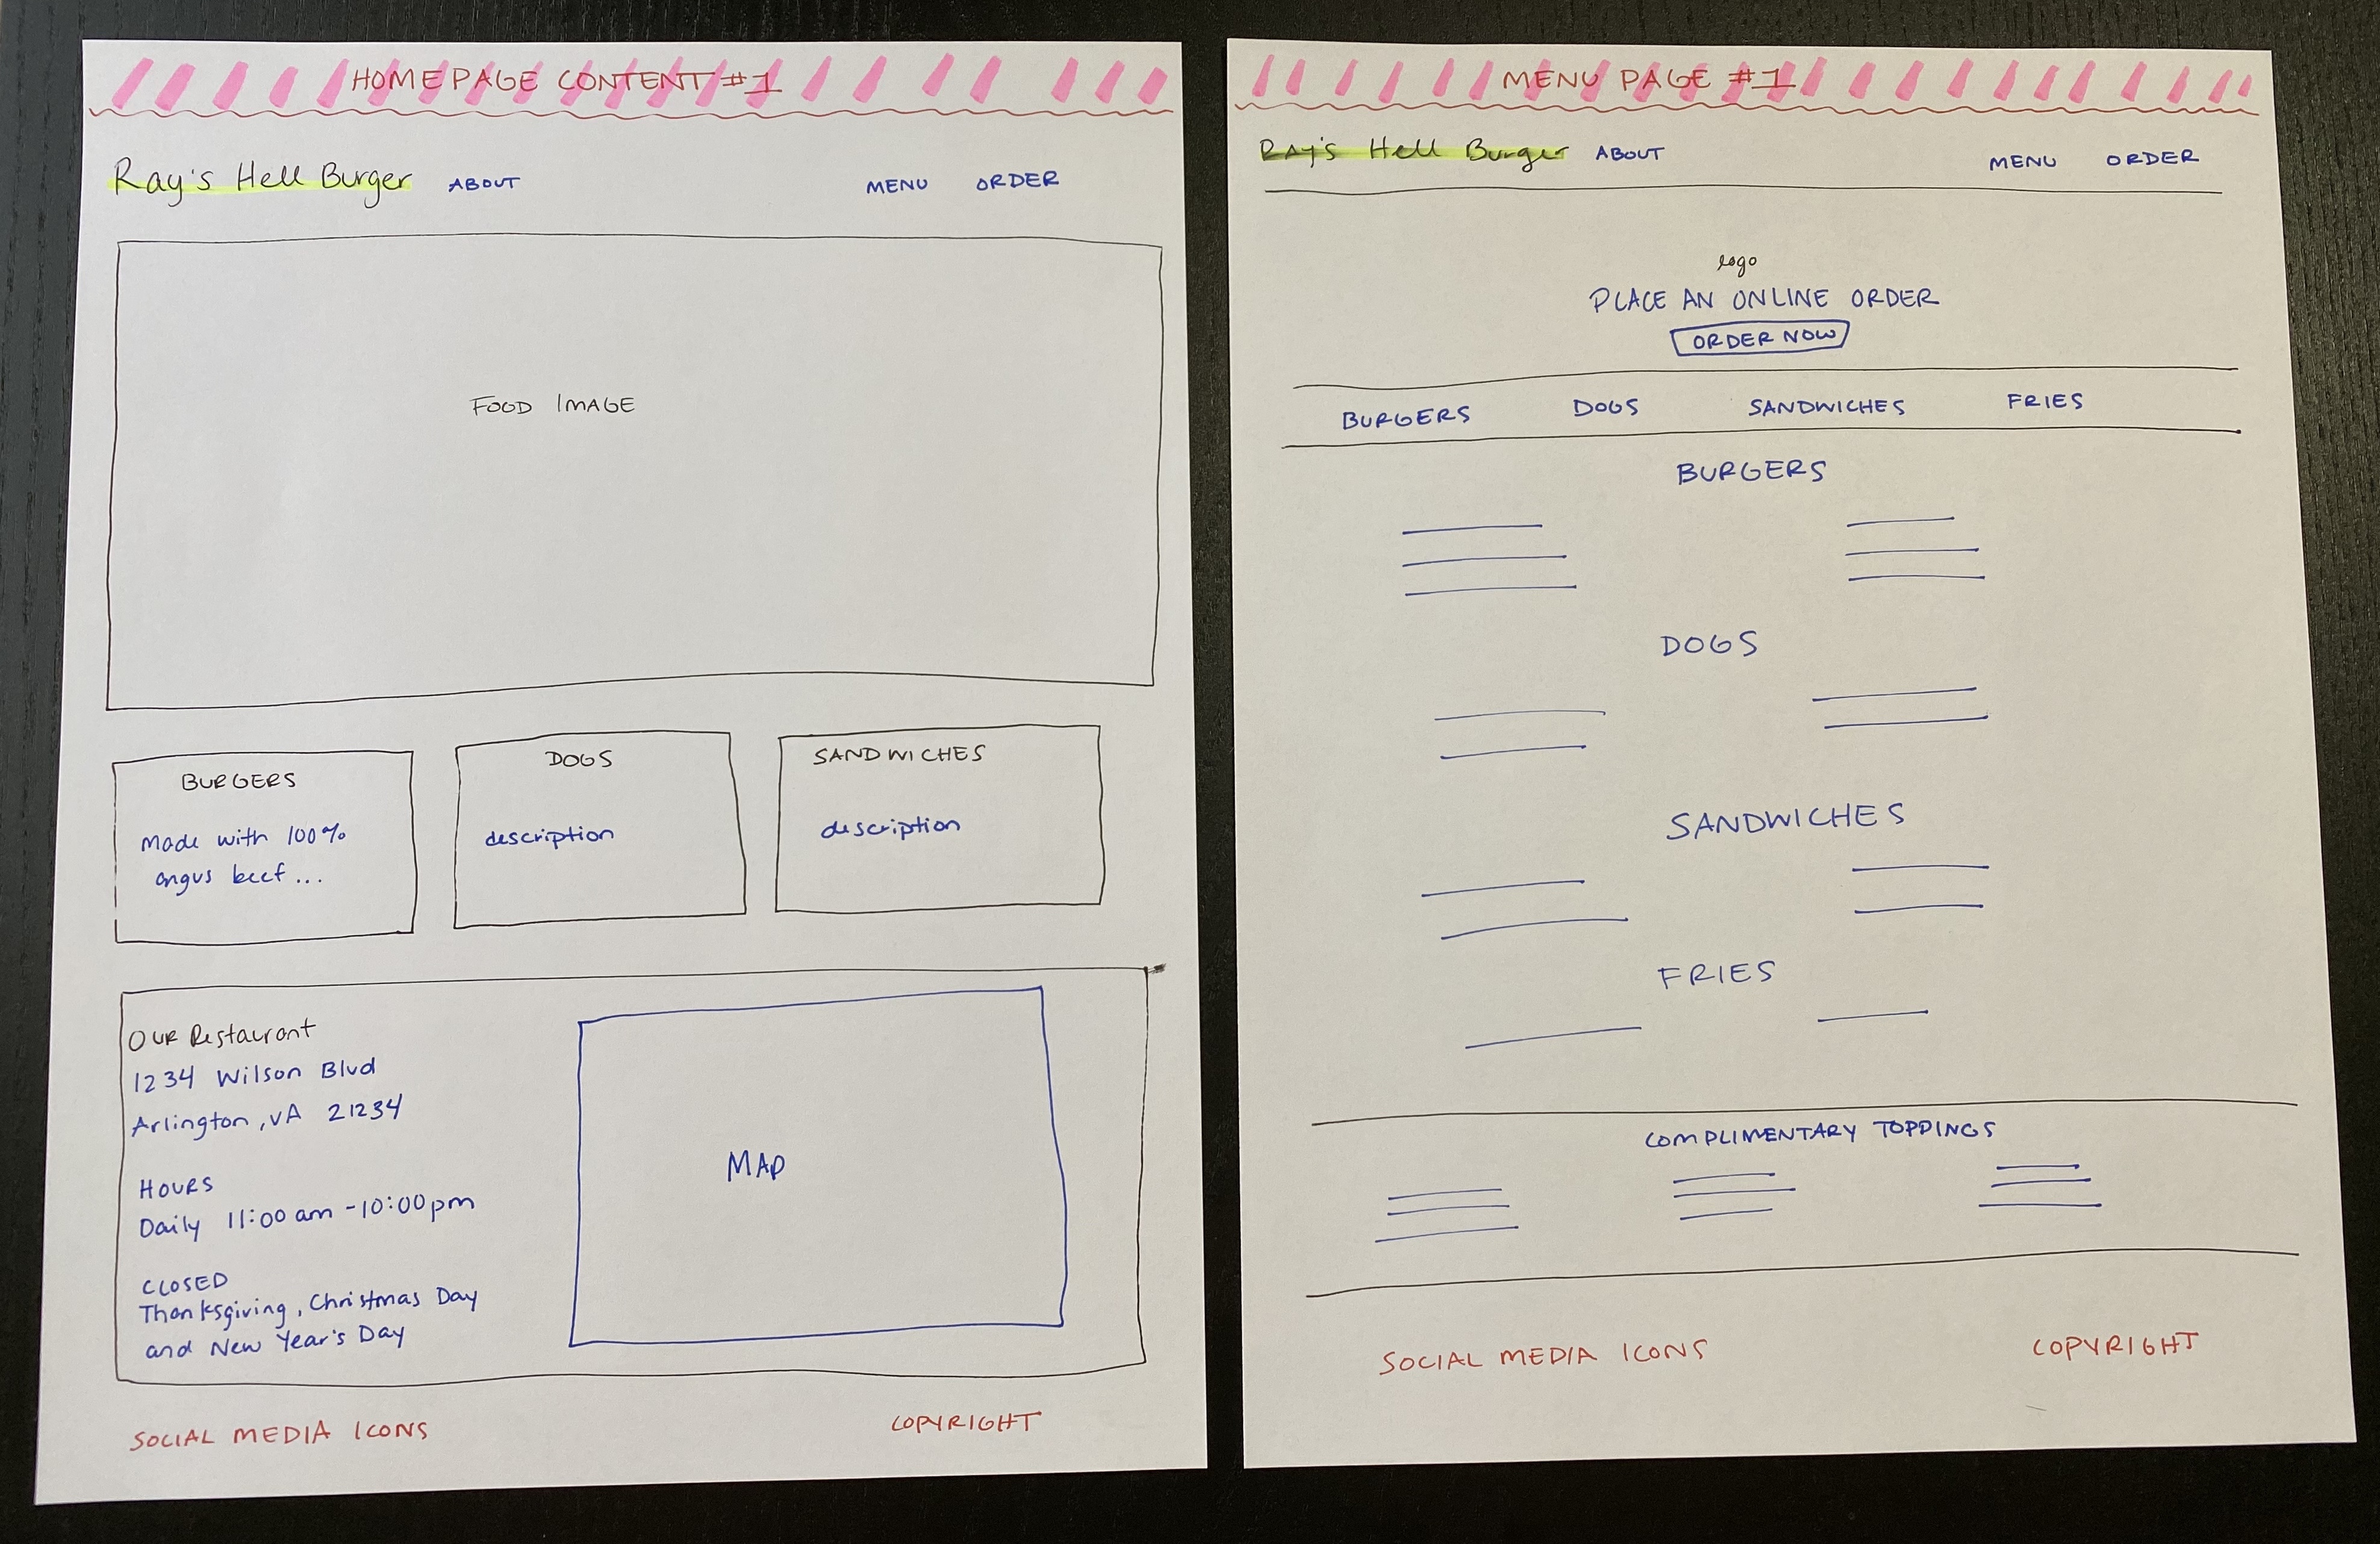 HOMEPAGE CONTENT #1
Ray's Hell Burger ABOUT MENU ORDER
FOOD IMAGE
BURGERS
Made with 100%
angus beef...
DOGS
description
SANDWICHES
description
OUR Restaurant
1234 Wilson Blvd
Arlington, VA 21234
HOURS
Daily 11:00 am - 10:00 pm
CLOSED
Thanksgiving, Christmas Day
and New Year's Day
MAP
SOCIAL MEDIA ICONS COPYRIGHT
MENU PAGE #1
Ray's Hell Burger ABOUT MENU ORDER
logo
PLACE AN ONLINE ORDER
ORDER NOW
BURGERS DOGS SANDWICHES FRIES
BURGERS
DOGS
SANDWICHES
FRIES
COMPLIMENTARY TOPPINGS
SOCIAL MEDIA ICONS COPYRIGHT